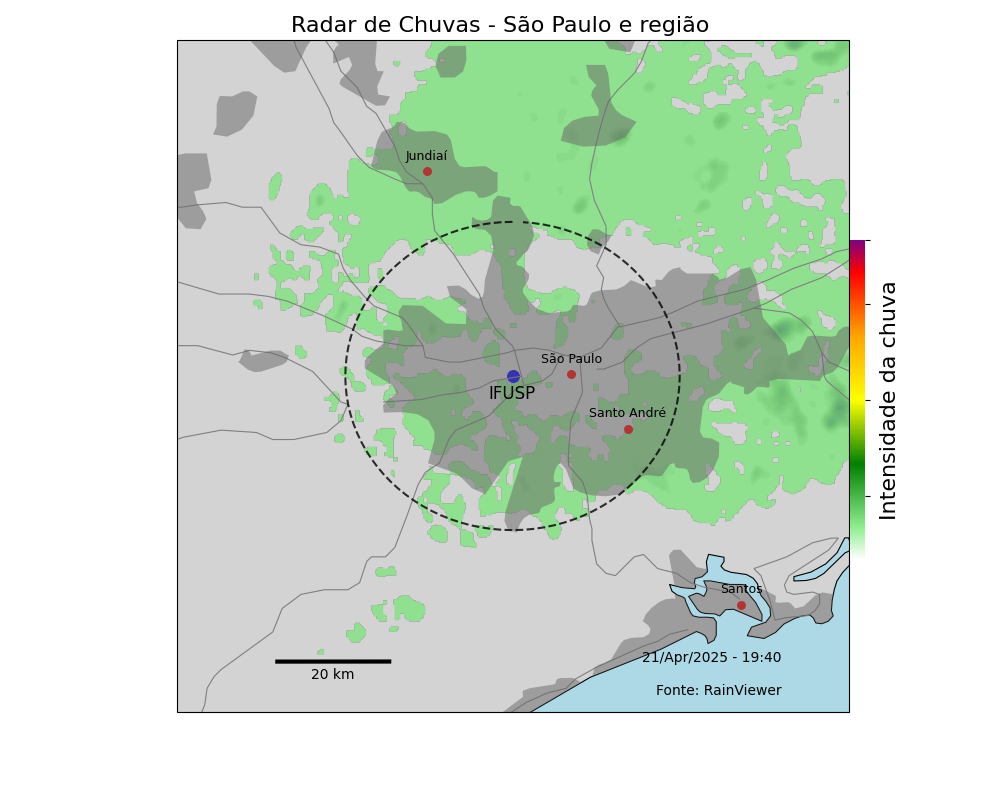 Radar de Chuvas - São Paulo e região
Jundiaí
São Paulo
IFUSP
Santo André
Intensidade da chuva
Santos
21/Apr/2025 - 19:40
20 km
Fonte: RainViewer